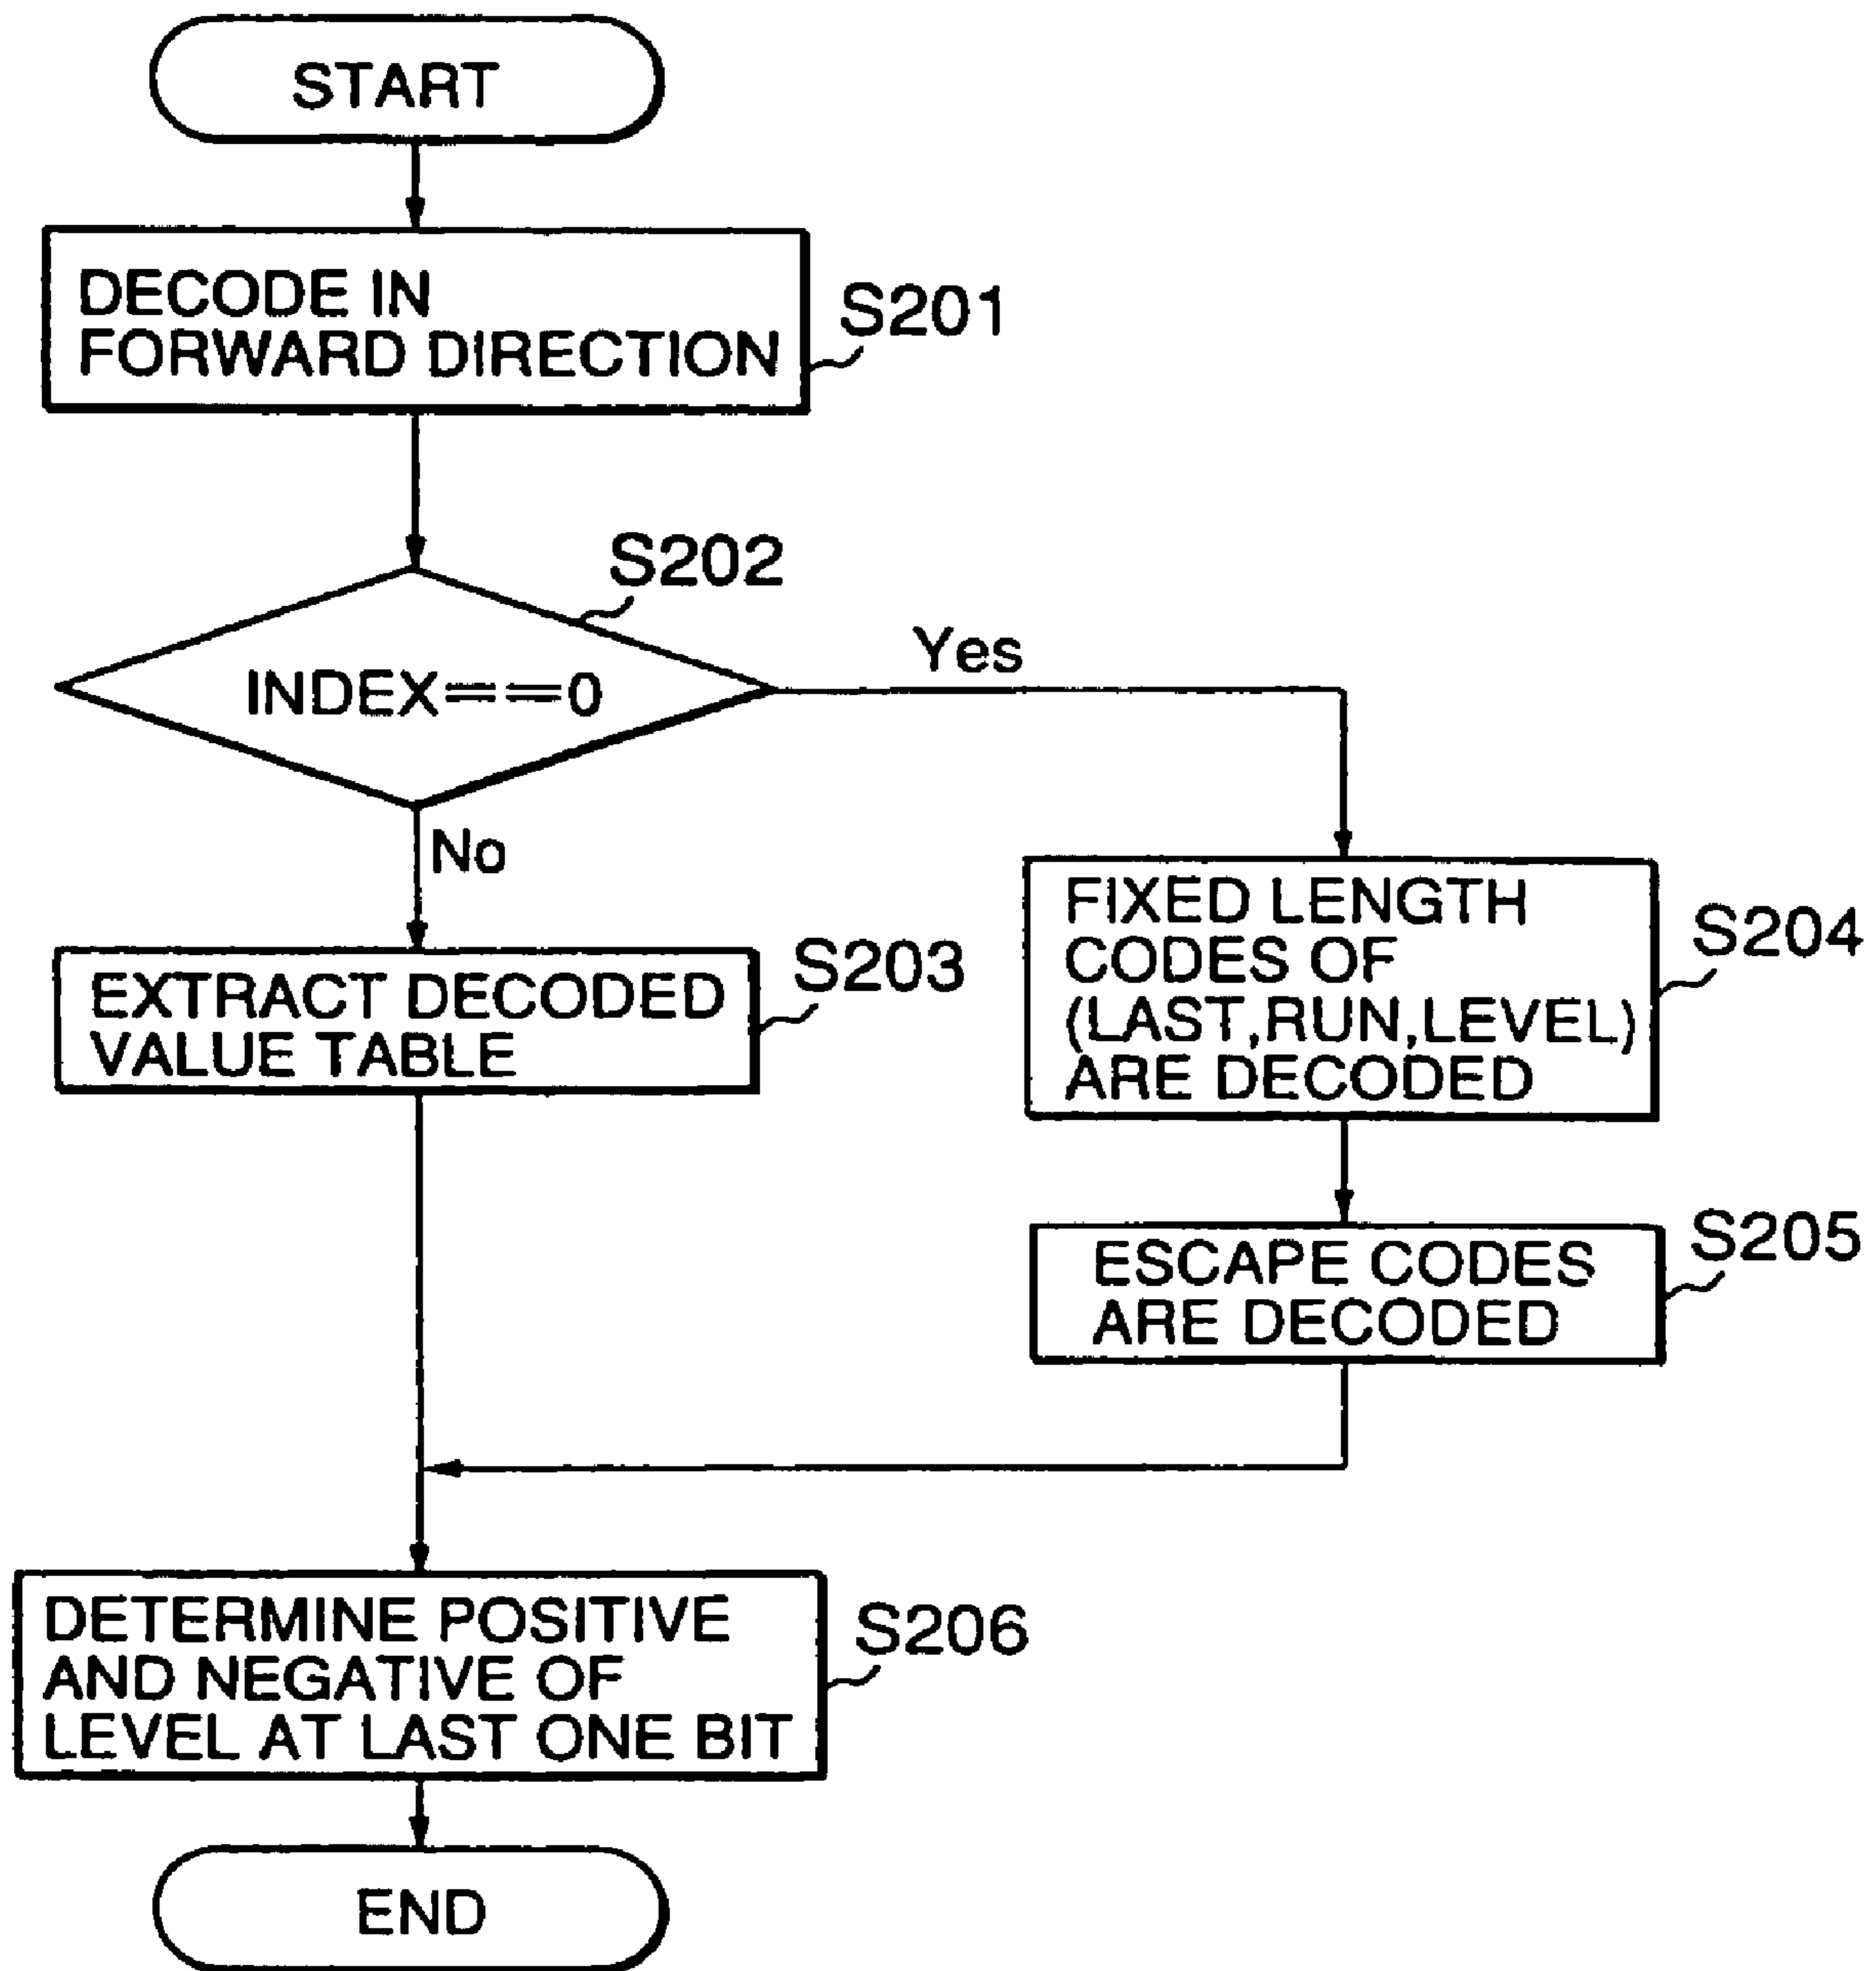 START
DECODE IN
FORWARD DIRECTION
S201
S202
INDEX==0
Yes
No
EXTRACT DECODED
VALUE TABLE
S203
FIXED LENGTH
CODES OF
(LAST,RUN,LEVEL)
ARE DECODED
S204
ESCAPE CODES
ARE DECODED
S205
DETERMINE POSITIVE
AND NEGATIVE OF
LEVEL AT LAST ONE BIT
S206
END